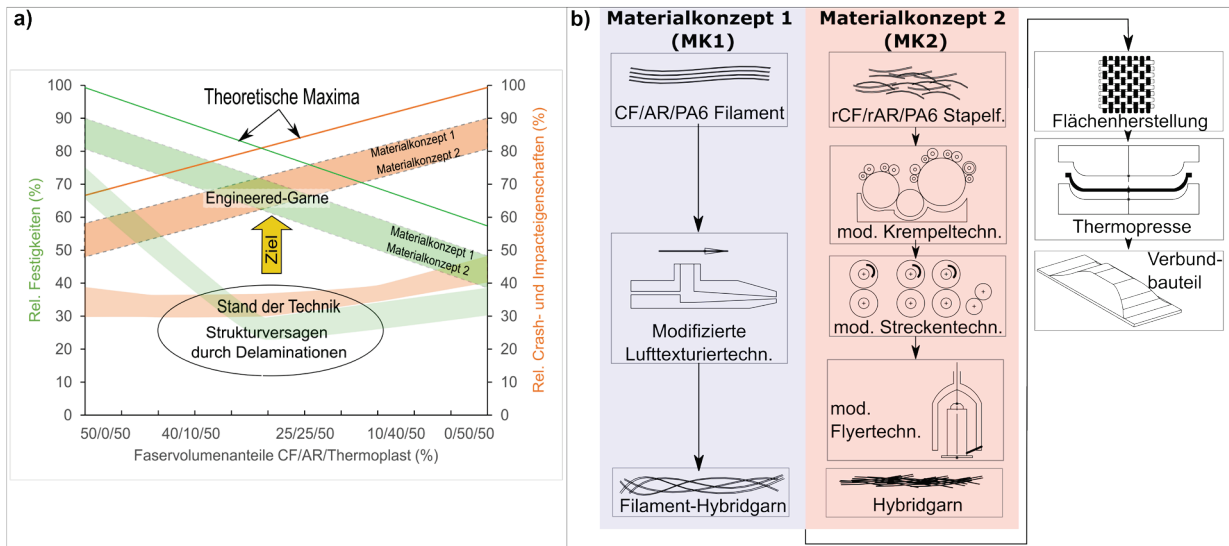 a)
Theoretische Maxima
Materialkonzept 1
Materialkonzept 2
Engineered-Garne
Materialkonzept 1
Materialkonzept 2
Ziel
Stand der Technik
Strukturversagen
durch Delaminationen
Rel. Festigkeiten (%)
100
90
80
70
60
50
40
30
20
10
0
Rel. Crash- und Impacteigenschaften (%)
100
90
80
70
60
50
40
30
20
10
0
50/0/50 40/10/50 25/25/50 10/40/50 0/50/50
Faservolumenanteile CF/AR/Thermoplast (%)
b)
Materialkonzept 1
(MK1)
CF/AR/PA6 Filament
Modifizierte
Lufttexturiertechn.
Filament-Hybridgarn
Materialkonzept 2
(MK2)
rCF/rAR/PA6 Stapelf.
mod. Krempeltechn.
mod. Streckentechn.
mod.
Flyertechn.
Hybridgarn
Flächenherstellung
Thermopresse
Verbund-
bauteil